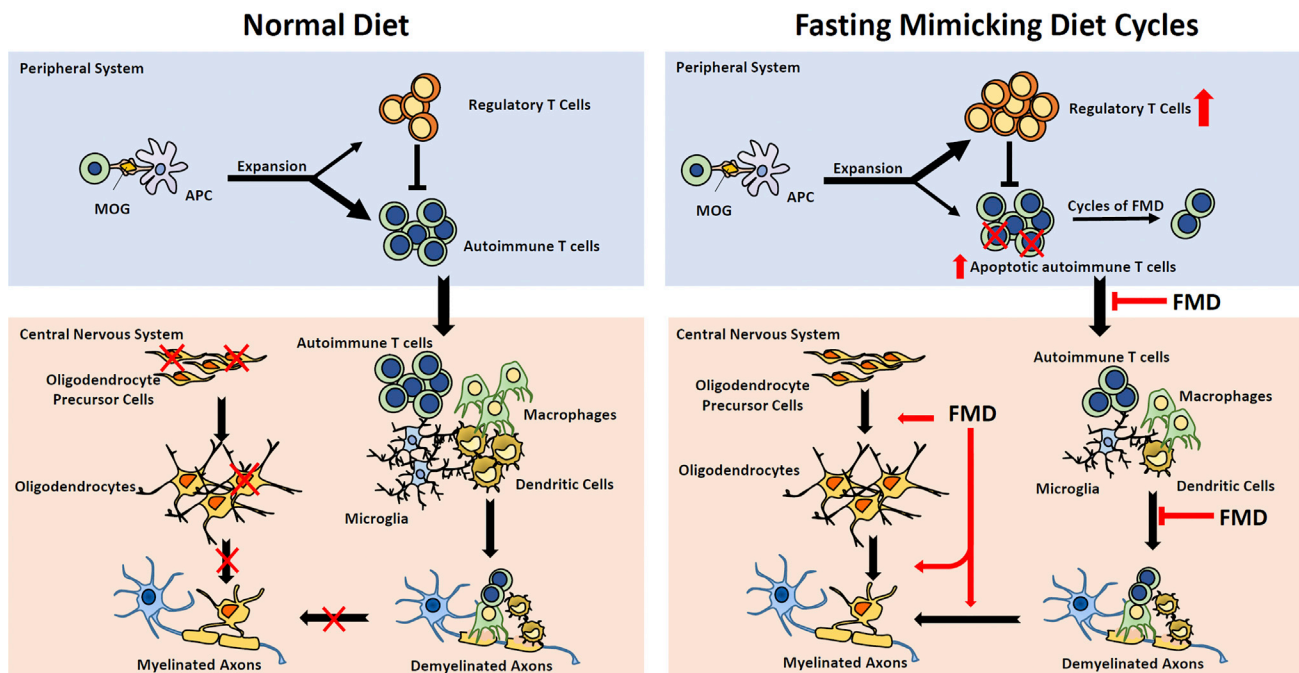 Normal Diet
Peripheral System
Regulatory T Cells
Expansion
MOG
APC
Autoimmune T cells
Central Nervous System
Autoimmune T cells
Oligodendrocyte
Precursor Cells
Macrophages
Oligodendrocytes
Dendritic Cells
Microglia
Myelinated Axons
Demyelinated Axons
Fasting Mimicking Diet Cycles
Peripheral System
Regulatory T Cells
Expansion
MOG
APC
Cycles of FMD
Apoptotic autoimmune T cells
FMD
Central Nervous System
Autoimmune T cells
Oligodendrocyte
Precursor Cells
Macrophages
FMD
Oligodendrocytes
Microglia
Dendritic Cells
FMD
Myelinated Axons
Demyelinated Axons